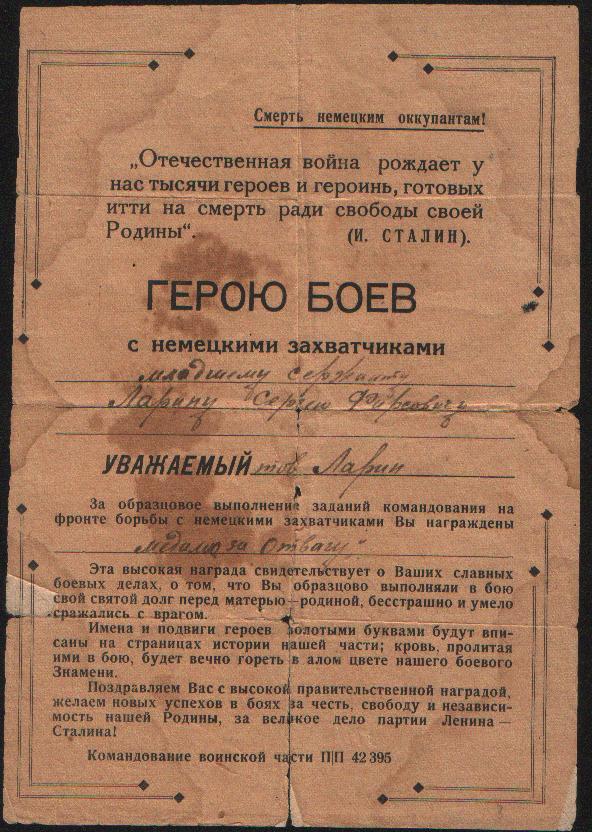 Смерть немецким оккупантам!
„Отечественная война рождает у
нас тысячи героев и героинь, готовых
итти на смерть ради свободы своей
Родины“.
(И. СТАЛИН).
ГЕРОЮ БОЕВ
с немецкими захватчиками
младшему сержанту
Ларину Сергею Фирсовичу
УВАЖАЕМЫЙ тов Ларин
За образцовое выполнение заданий командования на
фронте борьбы с немецкими захватчиками Вы награждены
медалью за Отвагу"
Эта высокая награда свидетельствует о Ваших славных
боевых делах, о том, что Вы образцово выполняли в бою
свой святой долг перед матерью—родиной, бесстрашно и умело
сражались с врагом.
Имена и подвиги героев золотыми буквами будут впи-
саны на страницах истории нашей части; кровь, пролитая
ими в бою, будет вечно гореть в алом цвете нашего боевого
Знамени.
Поздравляем Вас с высокой правительственной наградой,
желаем новых успехов в боях за честь, свободу и независи-
мость нашей Родины, за великое дело партии Ленина—
Сталина!
Командование воинской части П|П 42395